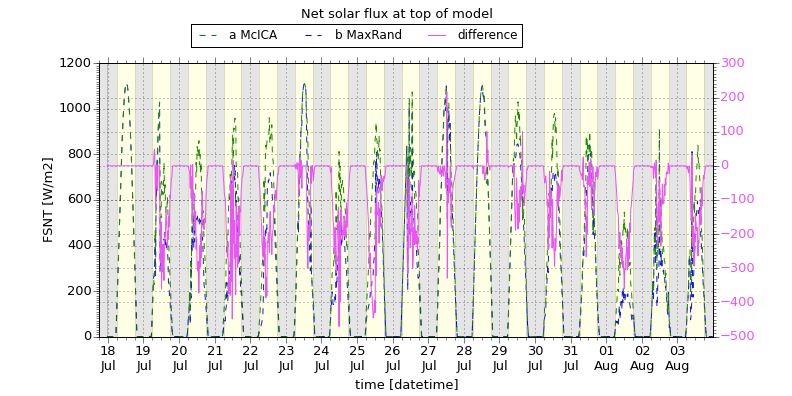 Net solar flux at top of model
a McICA b MaxRand difference
FSNT [W/m2]
1200
1000
800
600
400
200
0
300
200
100
0
−100
−200
−300
−400
−500
18 19 20 21 22 23 24 25 26 27 28 29 30 31 01 02 03
Jul Jul Jul Jul Jul Jul Jul Jul Jul Jul Jul Jul Jul Jul Aug Aug Aug
time [datetime]